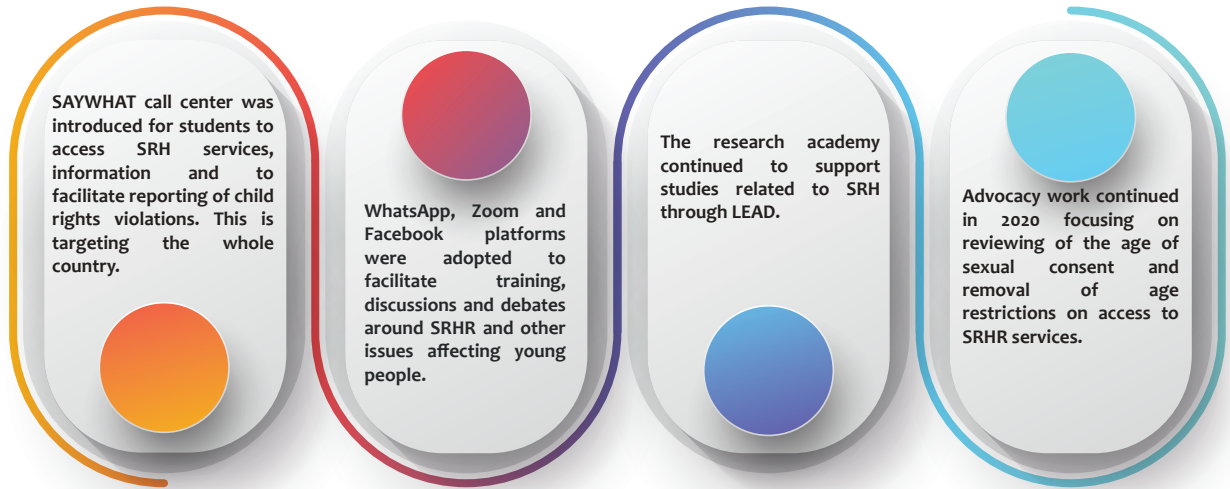 SAYWHAT call center was
introduced for students to
access SRH services,
information and to
facilitate reporting of child
rights violations. This is
targeting the whole
country.
WhatsApp, Zoom and
Facebook platforms
were adopted to
facilitate training,
discussions and debates
around SRHR and other
issues affecting young
people.
The research academy
continued to support
studies related to SRH
through LEAD.
Advocacy work continued
in 2020 focusing on
reviewing of the age of
sexual consent and
removal of age
restrictions on access to
SRHR services.